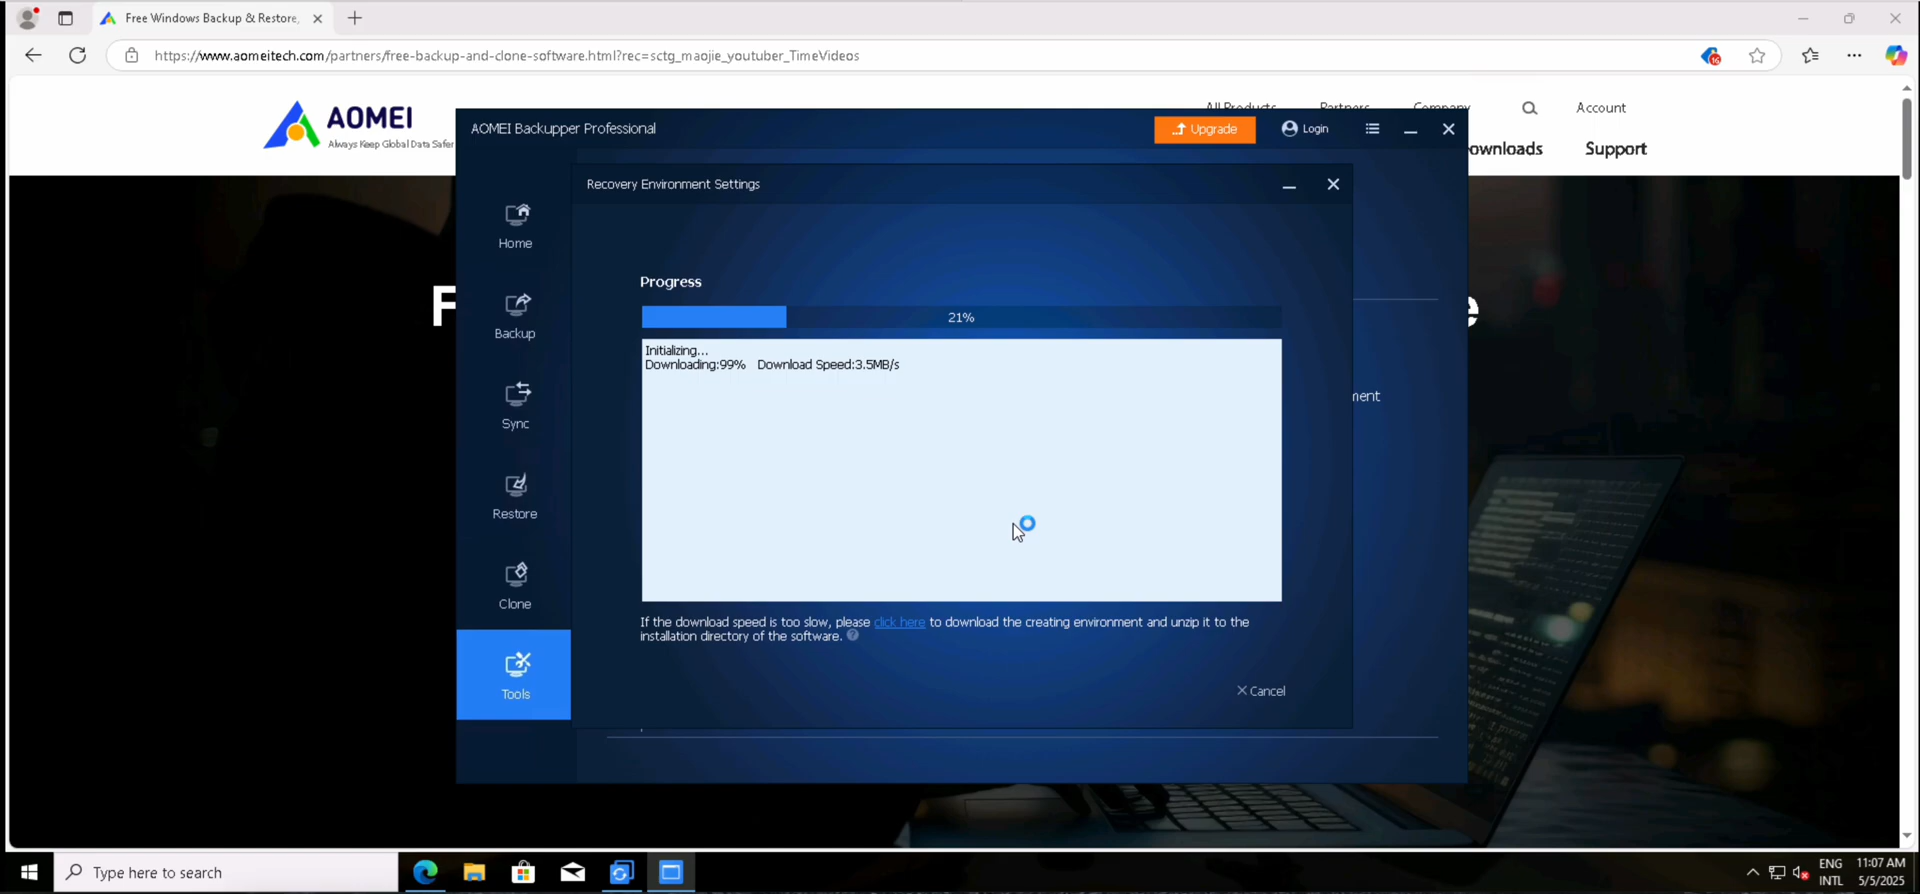 Free Windows Backup & Restore,
https://www.aomeitech.com/partners/free-backup-and-clone-software.html?rec=sctg_maojie_youtuber_TimeVideos
16
AOMEI
Always Keep Global Data Safer
All Products Partners Company Account
ownloads Support
AOMEI Backupper Professional
Upgrade
Login
Recovery Environment Settings
Home
Backup
Sync
Restore
Clone
Tools
F
e
Progress
21%
Initializing...
Downloading:99% Download Speed:3.5MB/s
ment
If the download speed is too slow, please click here to download the creating environment and unzip it to the
installation directory of the software. ?
Cancel
Type here to search
ENG
INTL
11:07 AM
5/5/2025